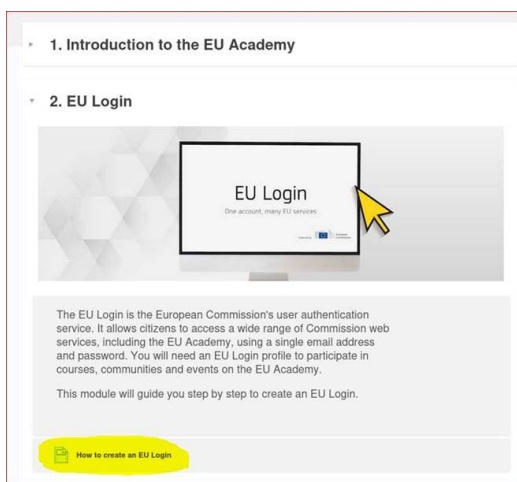 1. Introduction to the EU Academy
2. EU Login
EU Login
One account, many EU services
The EU Login is the European Commission's user authentication
service. It allows citizens to access a wide range of Commission web
services, including the EU Academy, using a single email address
and password. You will need an EU Login profile to participate in
courses, communities and events on the EU Academy.
This module will guide you step by step to create an EU Login.
How to create an EU Login